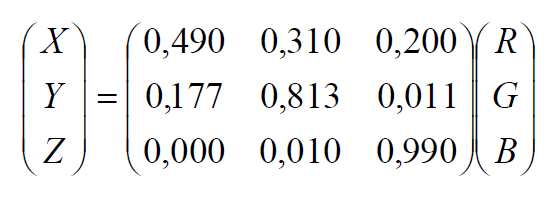 X 0,490 0,310 0,200 R
Y = 0,177 0,813 0,011 G
Z 0,000 0,010 0,990 B